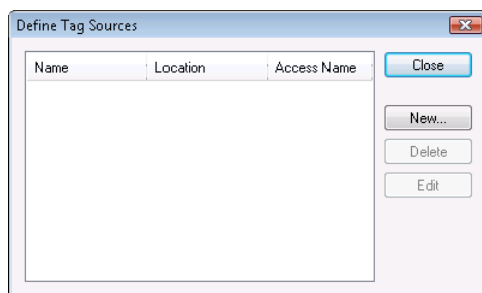 Define Tag Sources
Name Location Access Name
Close
New...
Delete
Edit